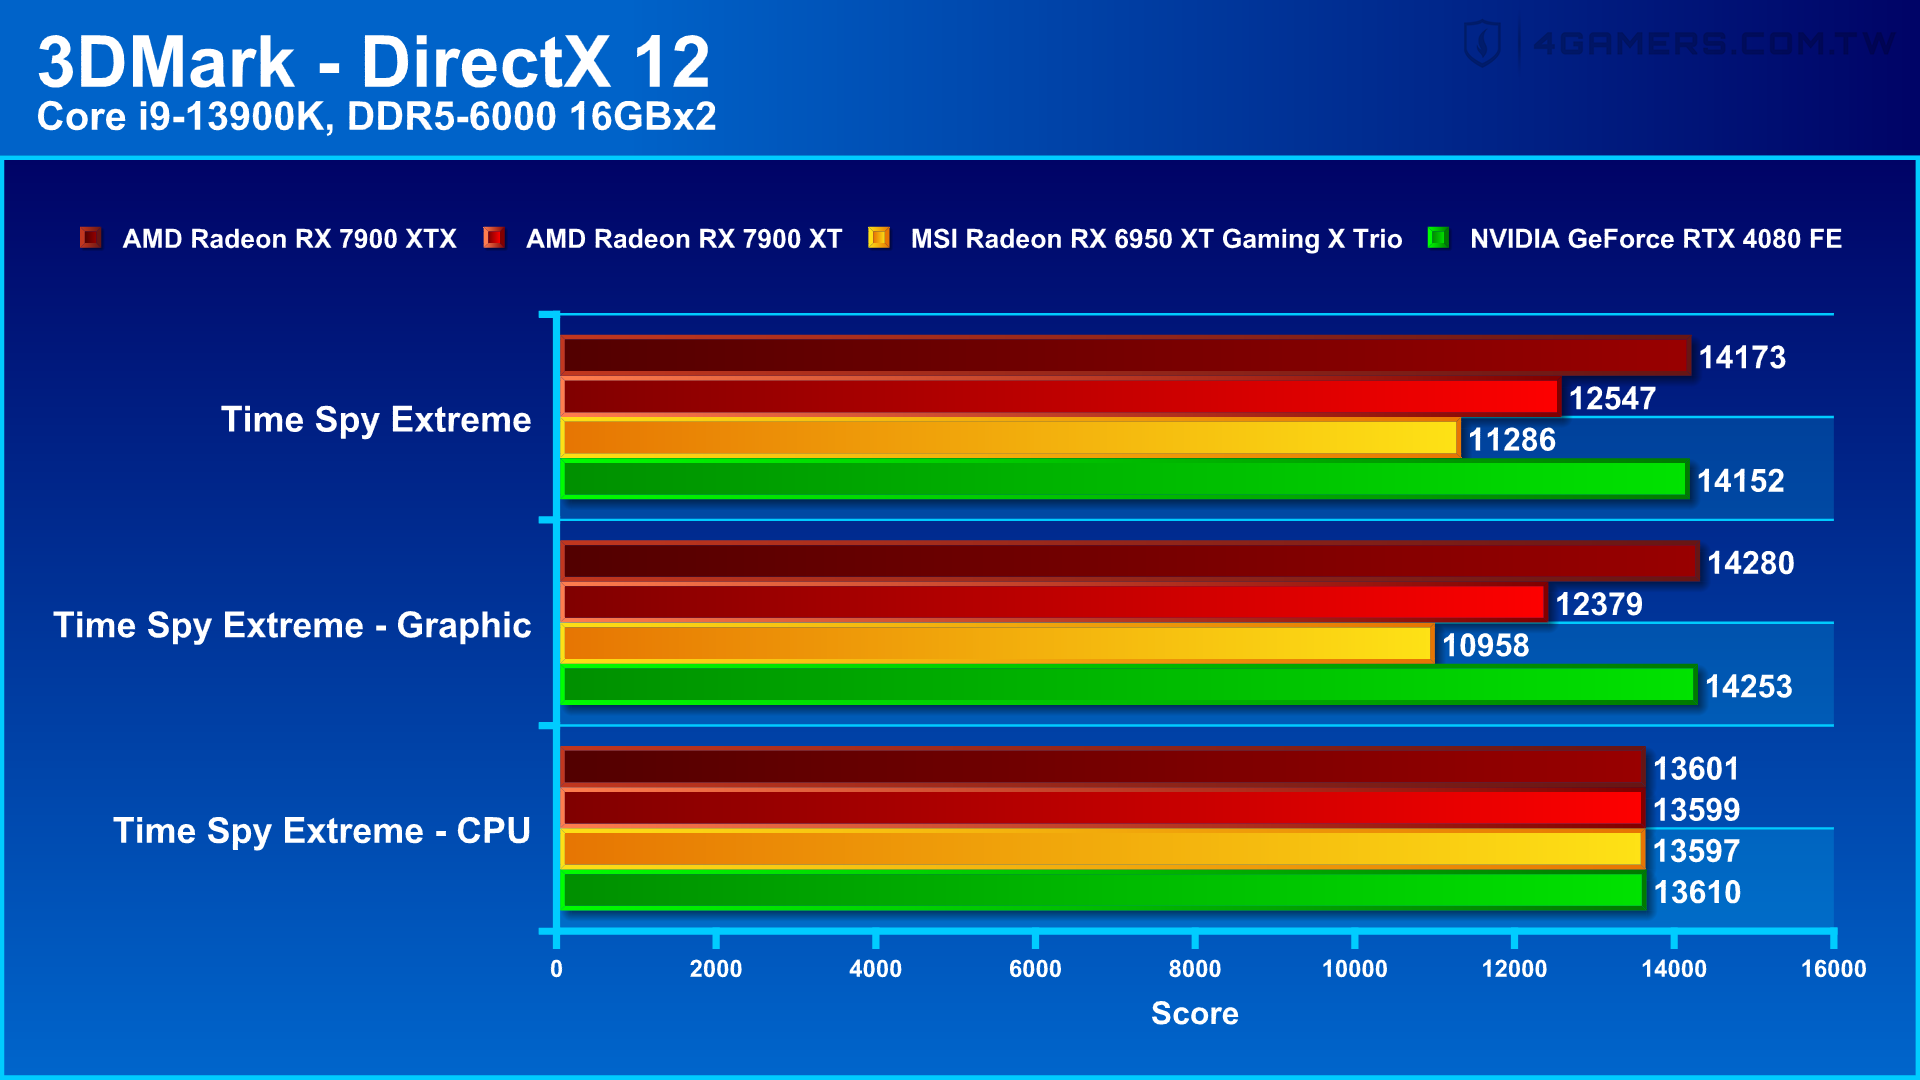 3DMark - DirectX 12
Core i9-13900K, DDR5-6000 16GBx2
4GAMERS.COM.TW
AMD Radeon RX 7900 XTX
AMD Radeon RX 7900 XT
MSI Radeon RX 6950 XT Gaming X Trio
NVIDIA GeForce RTX 4080 FE
Time Spy Extreme
14173
12547
11286
14152
Time Spy Extreme - Graphic
14280
12379
10958
14253
Time Spy Extreme - CPU
13601
13599
13597
13610
0 2000 4000 6000 8000 10000 12000 14000 16000
Score